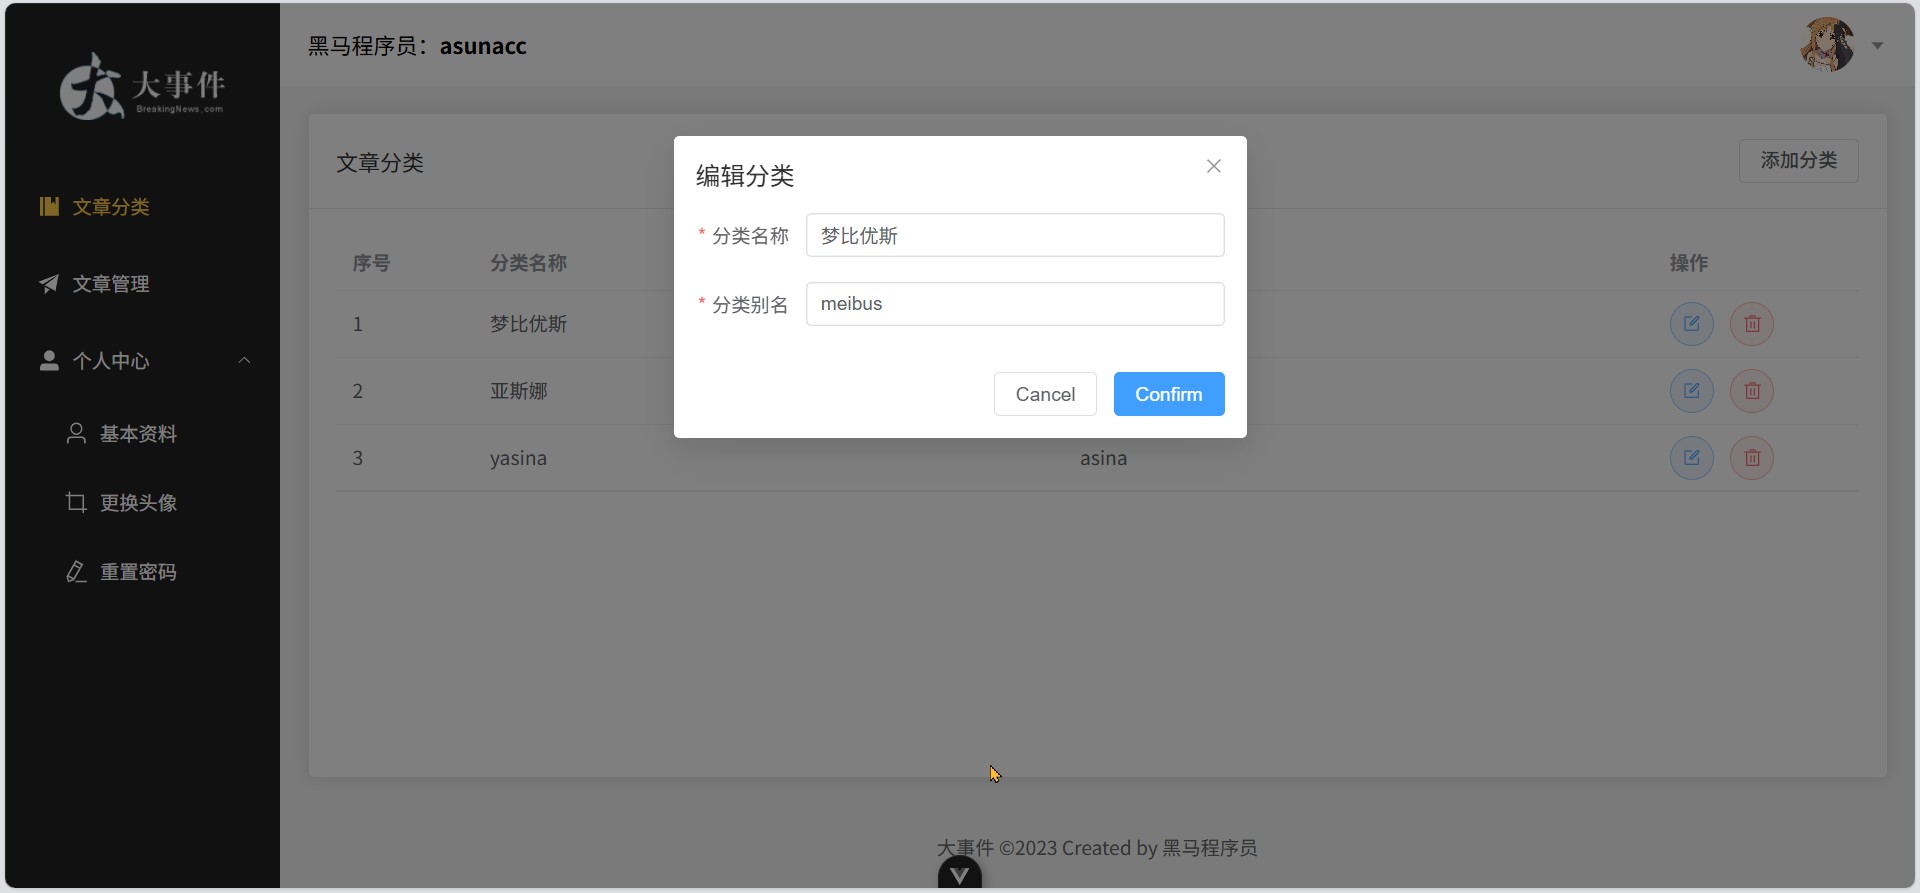 大事件
BreakingNews.com
文章分类
文章管理
个人中心
基本资料
更换头像
重置密码
黑马程序员：asunacc
文章分类
添加分类
序号 分类名称 操作
1 梦比优斯
2 亚斯娜
3 yasina asina
编辑分类
* 分类名称 梦比优斯
* 分类别名 meibus
Cancel Confirm
大事件 ©2023 Created by 黑马程序员